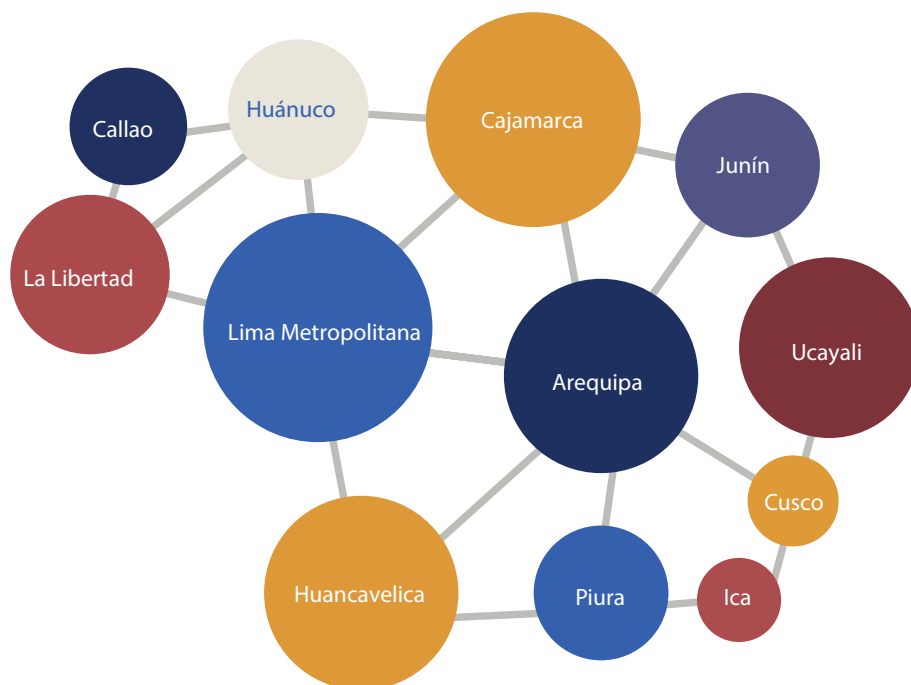 Huánuco
Cajamarca
Callao
Junín
La Libertad
Lima Metropolitana
Ucayali
Arequipa
Cusco
Huancavelica
Piura
Ica